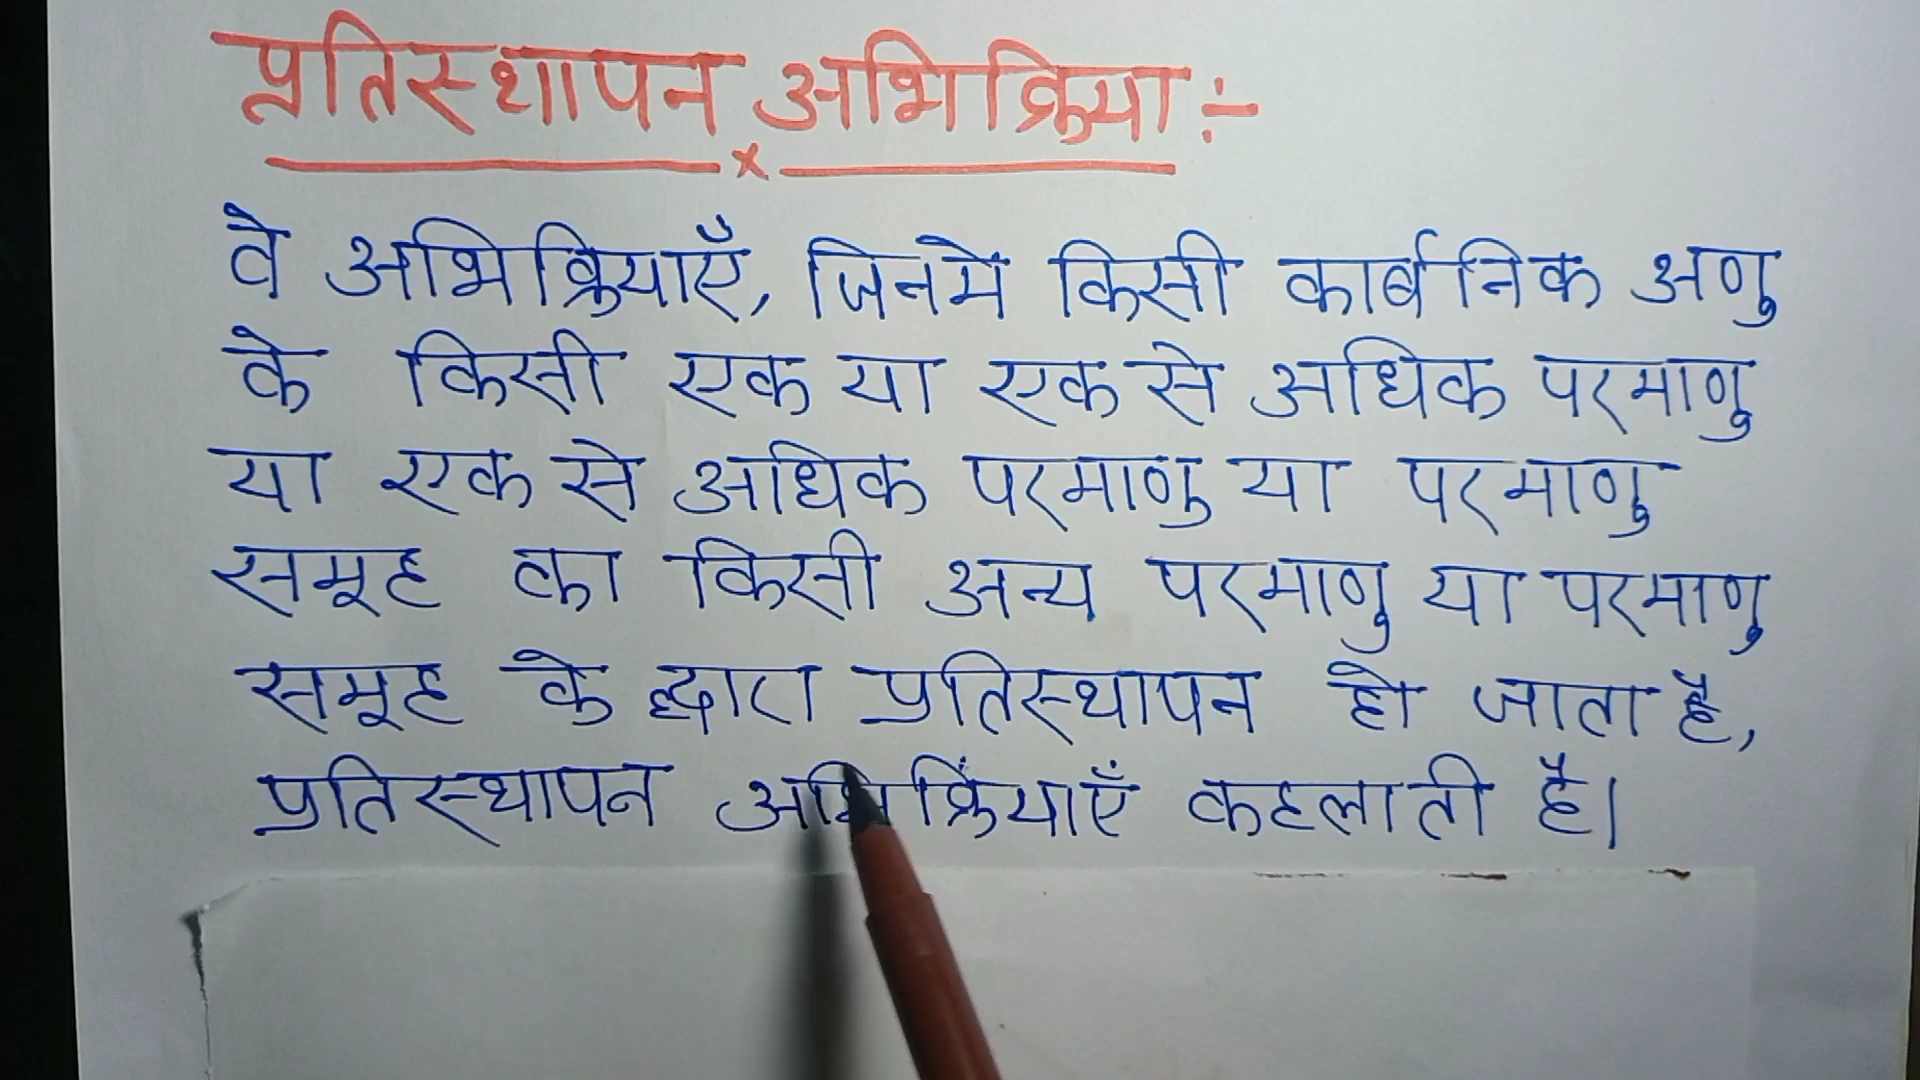 प्रतिस्थापन अभिक्रिया :-
वे अभिक्रियाएँ, जिनमे किसी कार्बनिक अणु
के किसी एक या एक से अधिक परमाणु
या एक से अधिक परमाणु या परमाणु
समूह का किसी अन्य परमाणु या परमाणु
समूह के द्वारा प्रतिस्थापन हो जाता है,
प्रतिस्थापन अभिक्रियाएँ कहलाती है।